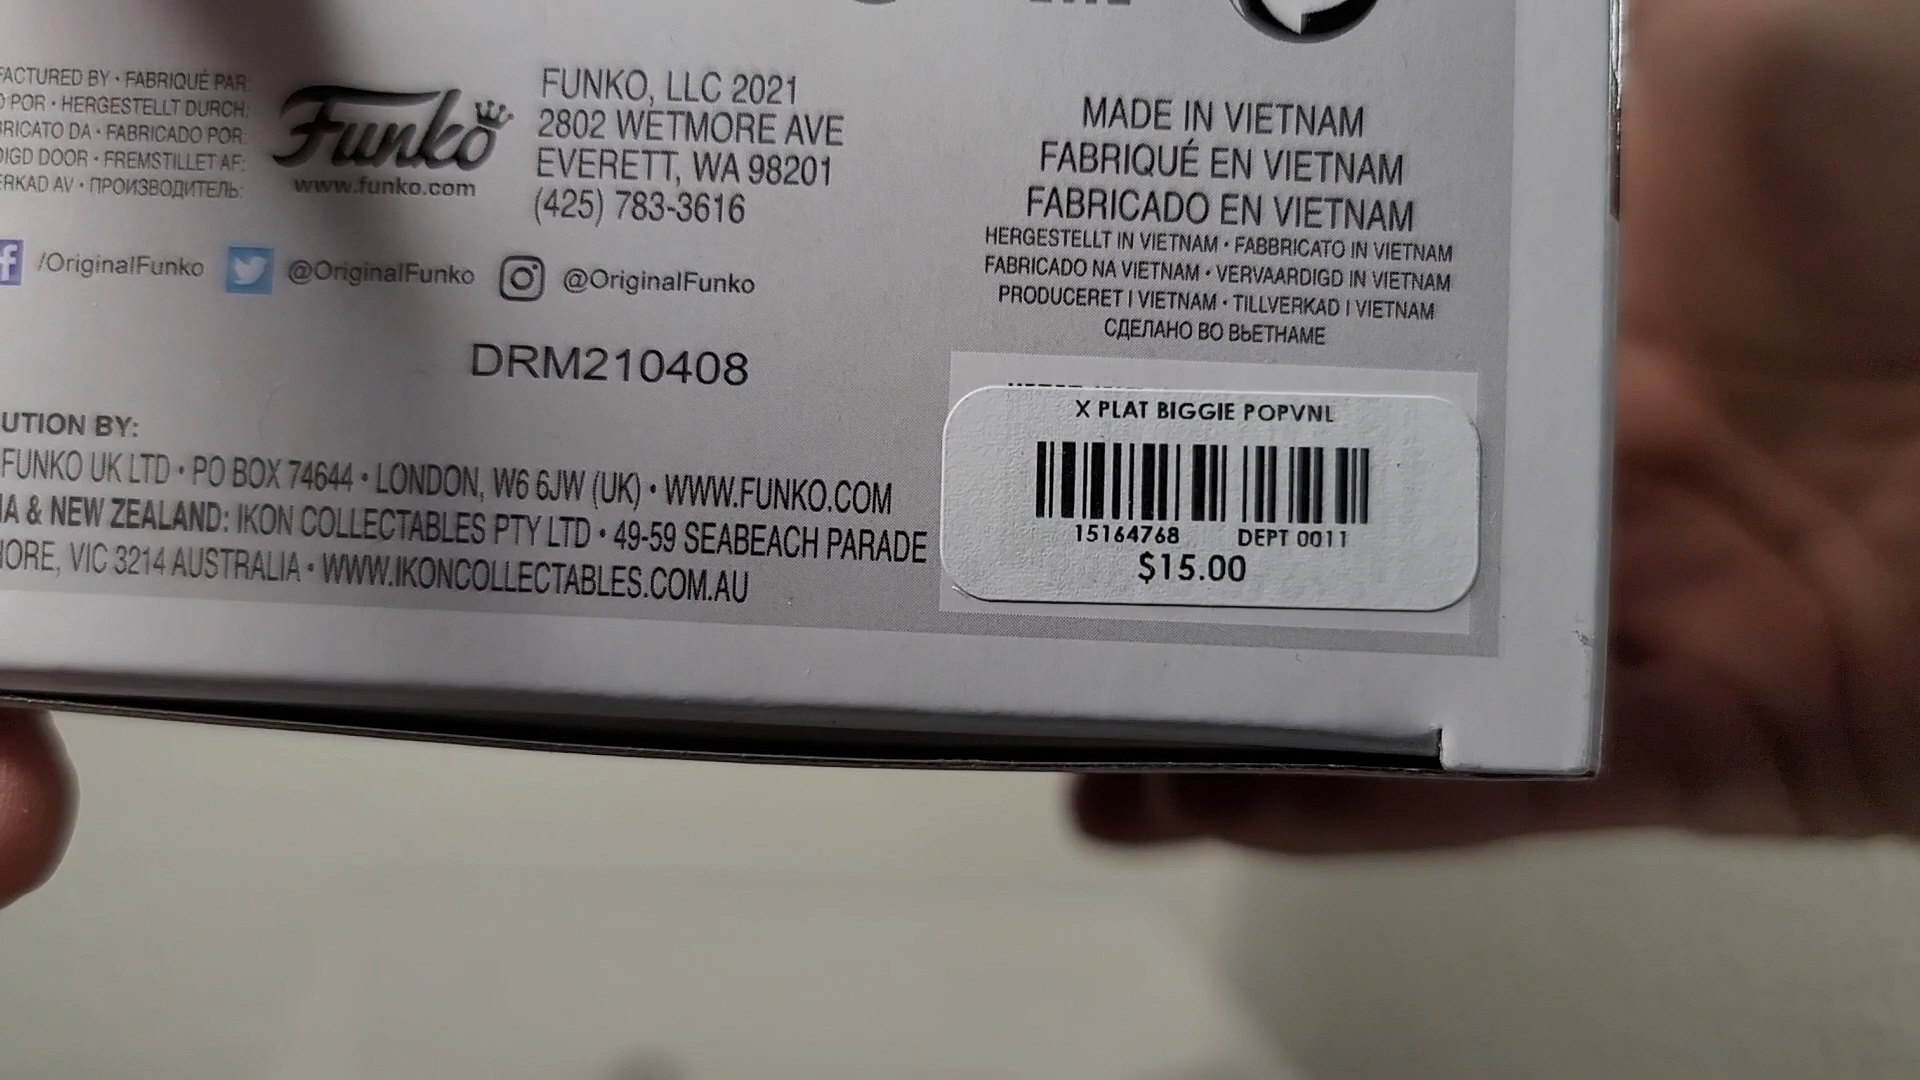 FACTURED BY • FABRIQUÉ PAR:
POR • HERGESTELLT DURCH:
BRICATO DA • FABRICADO POR:
DIGD DOOR • FREMSTILLET AF:
ERKAD AV • ПРОИЗВОДИТЕЛЬ:
Funko
www.funko.com
FUNKO, LLC 2021
2802 WETMORE AVE
EVERETT, WA 98201
(425) 783-3616
/OriginalFunko @OriginalFunko @OriginalFunko
DRM210408
UTION BY:
FUNKO UK LTD • PO BOX 74644 • LONDON, W6 6JW (UK) • WWW.FUNKO.COM
IA & NEW ZEALAND: IKON COLLECTABLES PTY LTD • 49-59 SEABEACH PARADE
ORE, VIC 3214 AUSTRALIA • WWW.IKONCOLLECTABLES.COM.AU
MADE IN VIETNAM
FABRIQUÉ EN VIETNAM
FABRICADO EN VIETNAM
HERGESTELLT IN VIETNAM • FABBRICATO IN VIETNAM
FABRICADO NA VIETNAM • VERVAARDIGD IN VIETNAM
PRODUCERET I VIETNAM • TILLVERKAD I VIETNAM
СДЕЛАНО ВО ВЬЕТНАМЕ
X PLAT BIGGIE POPVNL
15164768 DEPT 0011
$15.00